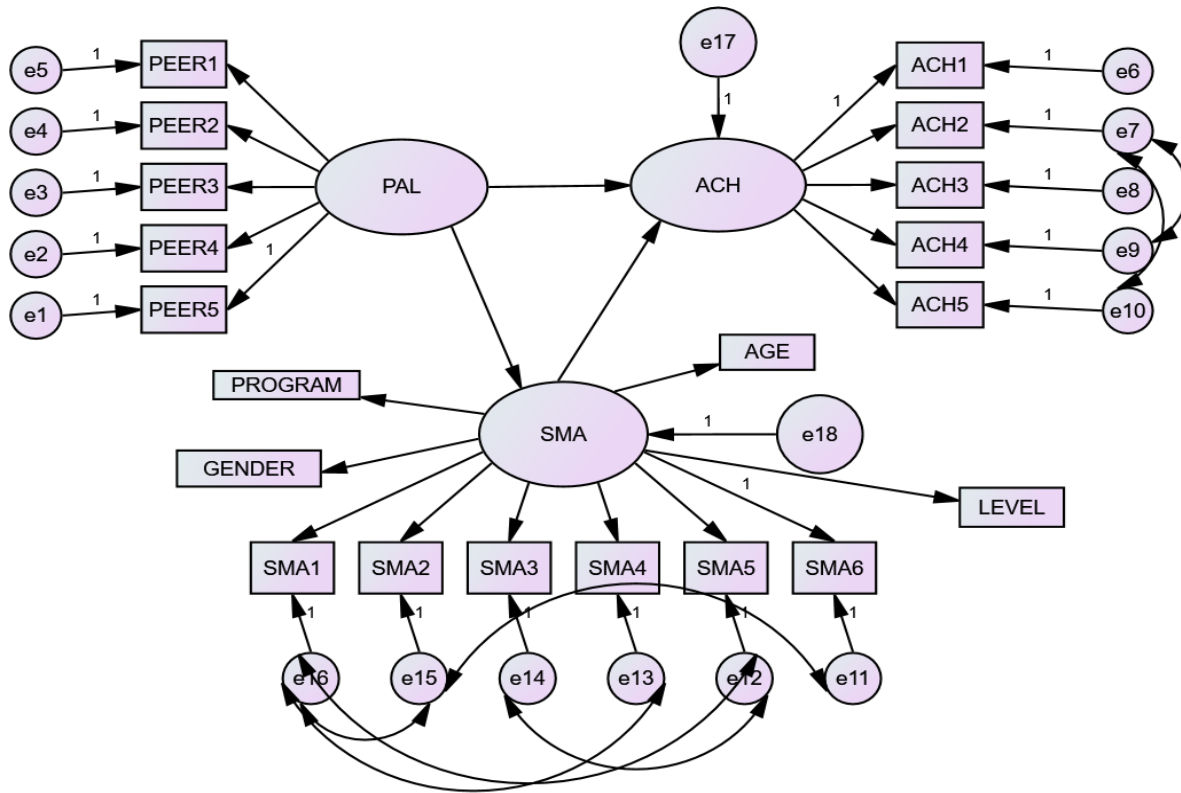 e17
e5 1 PEER1
ACH1 1 e6
1
e4 1 PEER2
ACH2 1 e7
1
e3 1 PEER3
PAL
ACH
ACH3 1 e8
e2 1 PEER4
1
ACH4 1 e9
e1 1 PEER5
ACH5 1 e10
AGE
PROGRAM
SMA
1
e18
GENDER
1
LEVEL
SMA1 SMA2 SMA3 SMA4 SMA5 SMA6
1 1 1 1 1 1
e16 e15 e14 e13 e12 e11